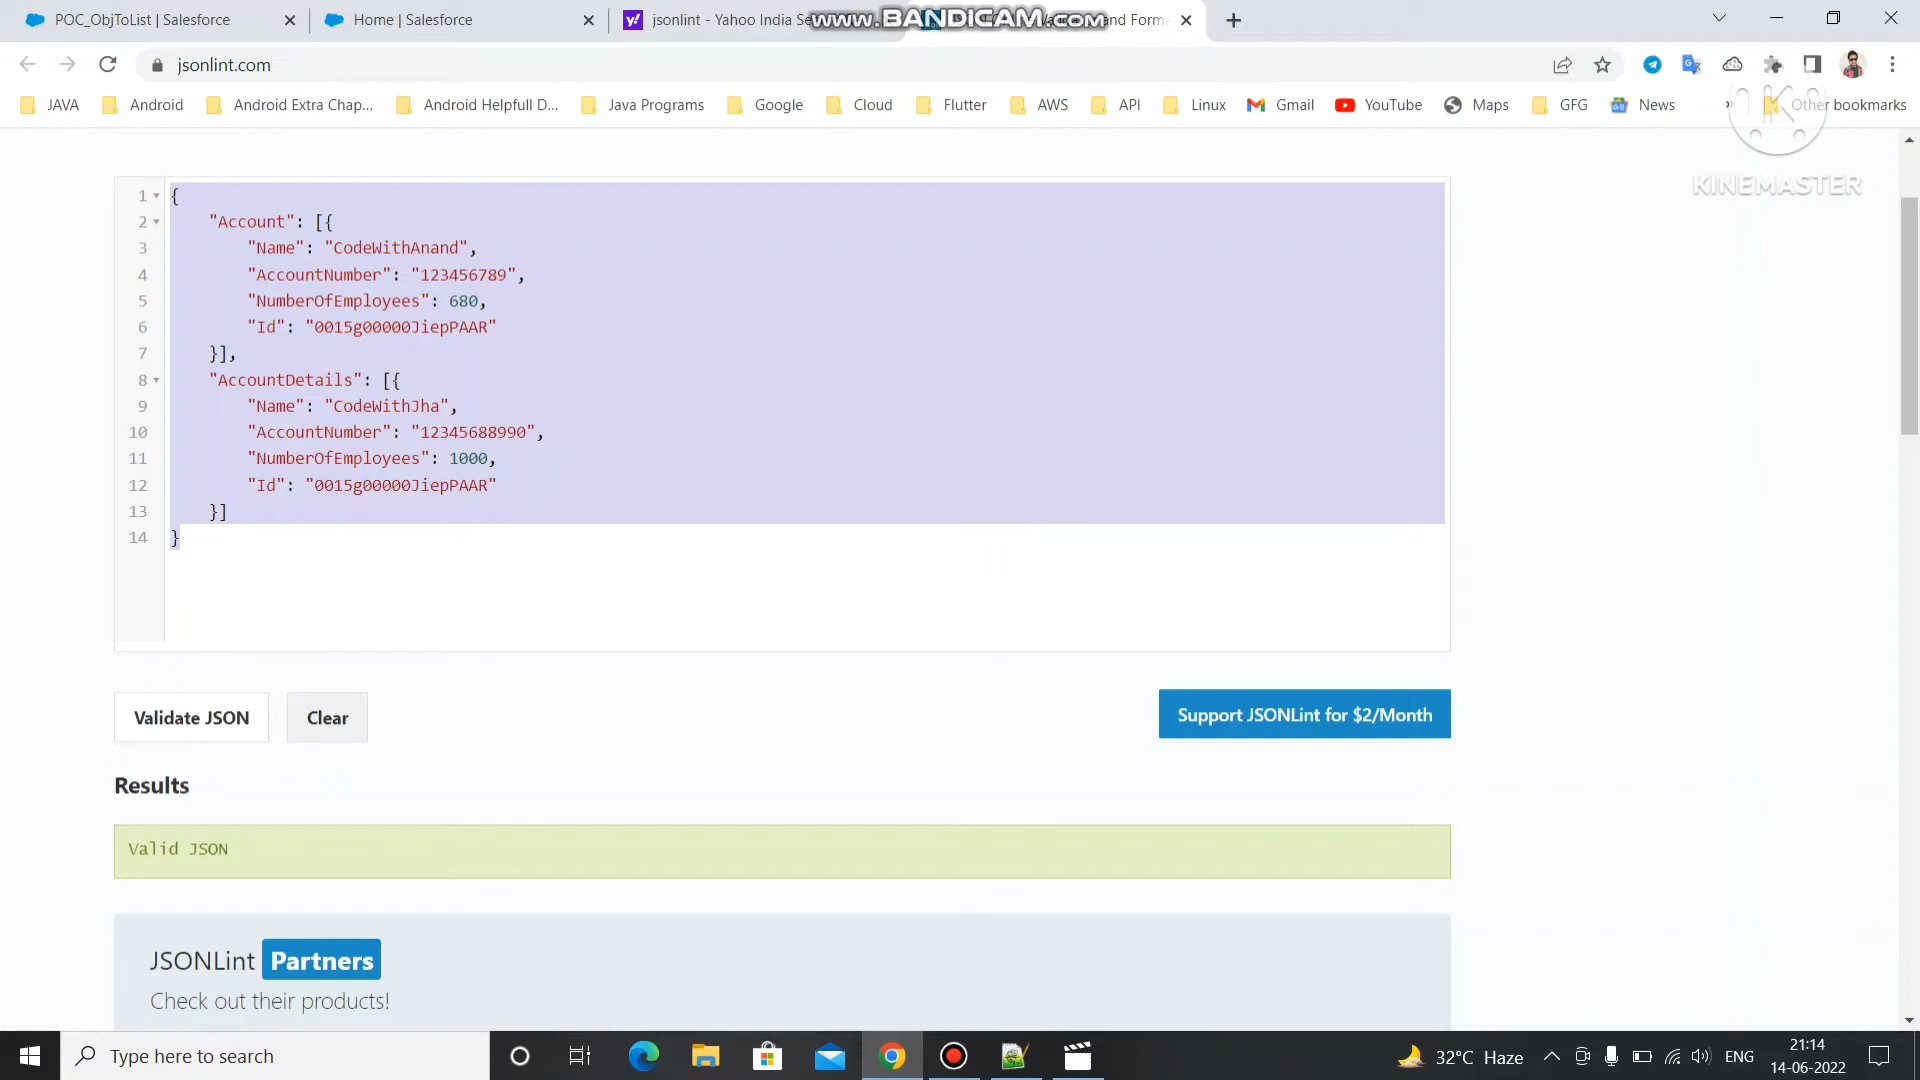 POC_ObjToList | Salesforce
Home | Salesforce
jsonlint - Yahoo India Se
and Form
www.BANDICAM.com
jsonlint.com
JAVA
Android
Android Extra Chap...
Android Helpfull D...
Java Programs
Google
Cloud
Flutter
AWS
API
Linux
Gmail
YouTube
Maps
GFG
News
Other bookmarks
KINEMASTER
1 {
2 "Account": [{
3 "Name": "CodeWithAnand",
4 "AccountNumber": "123456789",
5 "NumberOfEmployees": 680,
6 "Id": "0015g00000JiepPAAR"
7 }],
8 "AccountDetails": [{
9 "Name": "CodeWithJha",
10 "AccountNumber": "12345688990",
11 "NumberOfEmployees": 1000,
12 "Id": "0015g00000JiepPAAR"
13 }]
14 }
Validate JSON
Clear
Support JSONLint for $2/Month
Results
Valid JSON
JSONLint Partners
Check out their products!
Type here to search
32°C Haze
ENG
21:14
14-06-2022